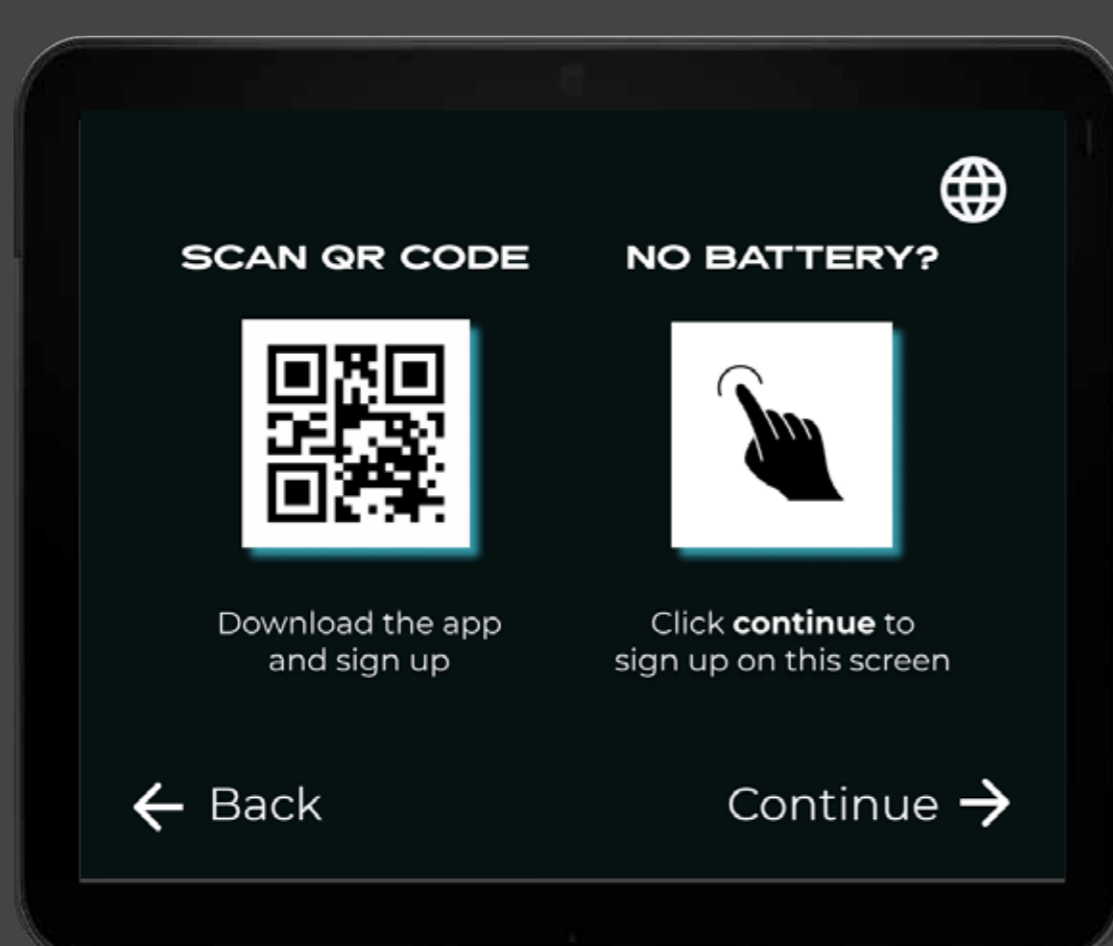 SCAN QR CODE
NO BATTERY?
Download the app
and sign up
Click continue to
sign up on this screen
Back
Continue